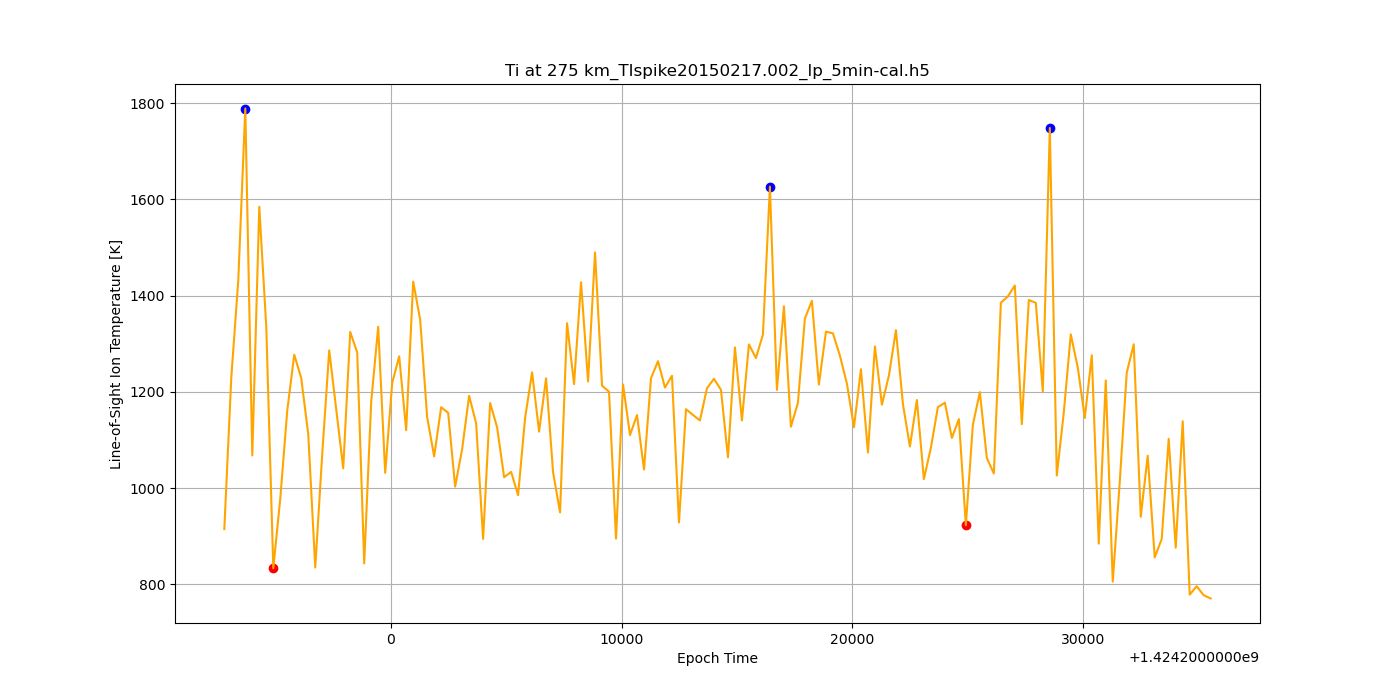 Ti at 275 km_TIspike20150217.002_lp_5min-cal.h5
Line-of-Sight Ion Temperature [K]
1800
1600
1400
1200
1000
800
0
10000
20000
30000
Epoch Time
+1.4242000000e9